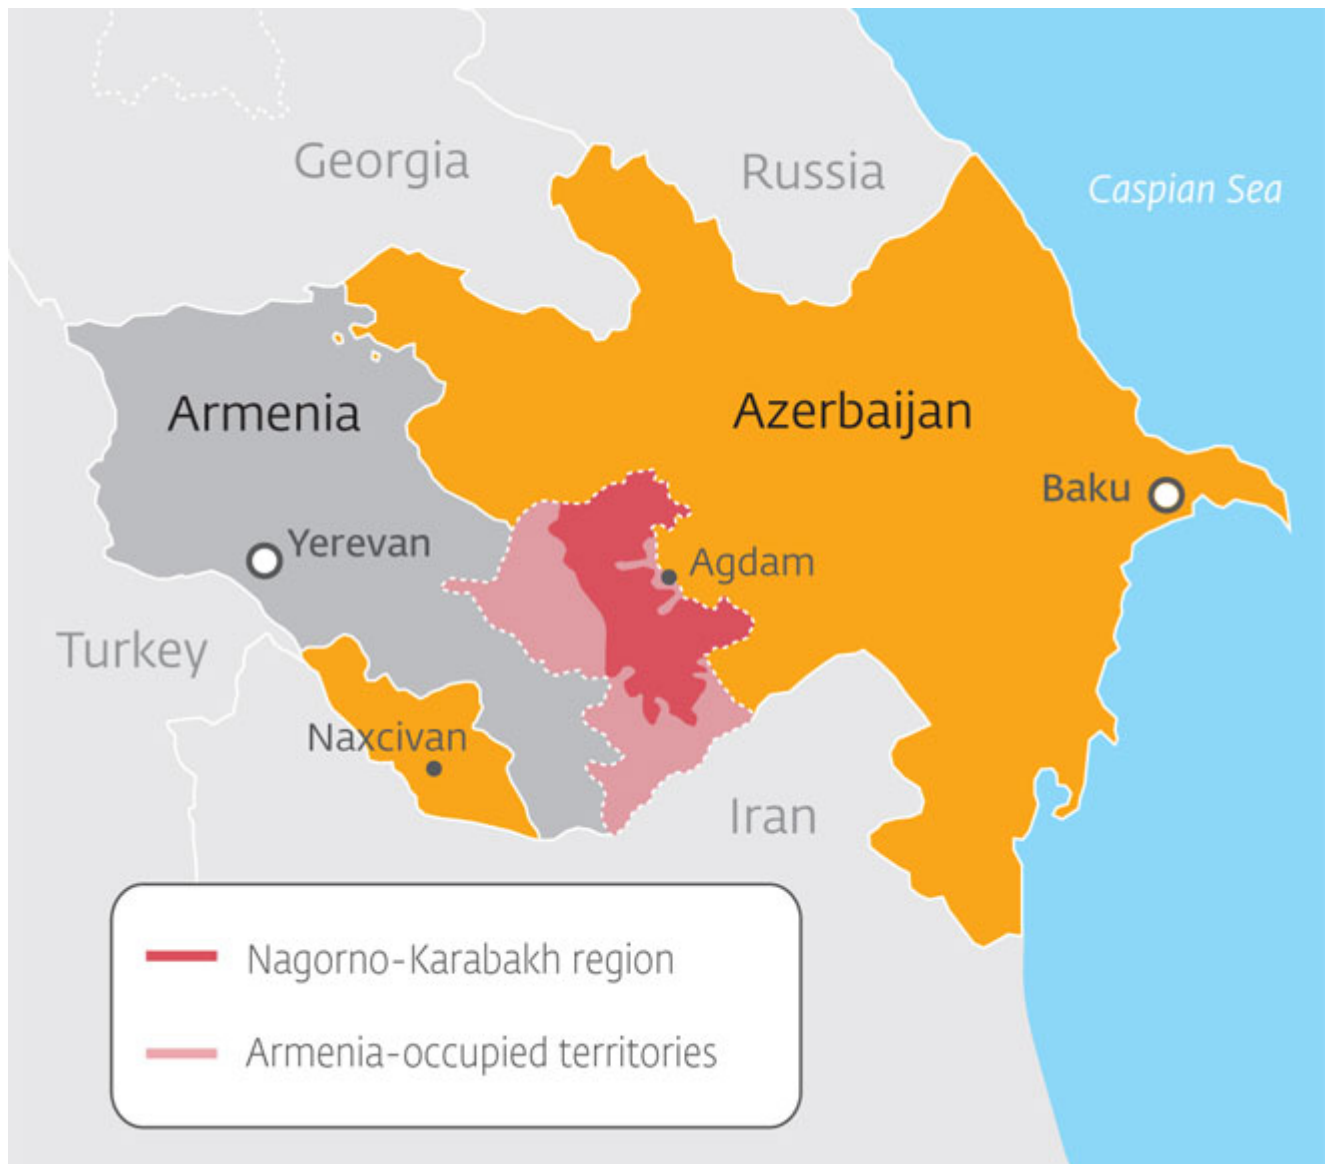 Georgia
Russia
Caspian Sea
Armenia
Azerbaijan
Baku
Yerevan
Agdam
Turkey
Naxcivan
Iran
Nagorno-Karabakh region
Armenia-occupied territories